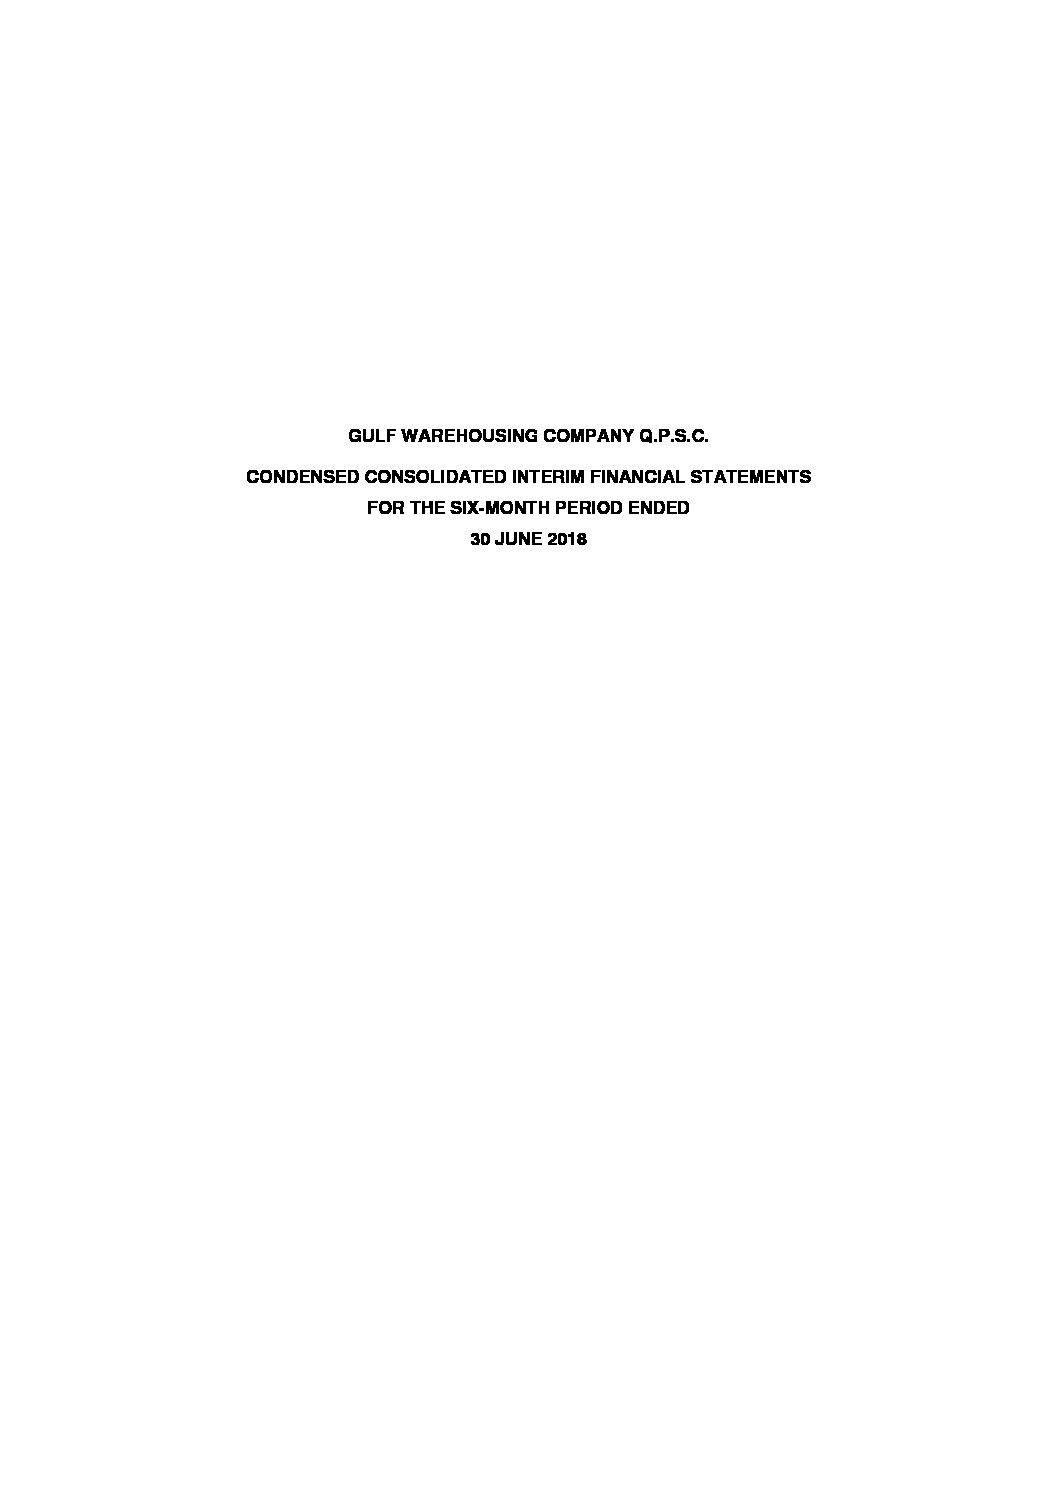 GULF WAREHOUSING COMPANY Q.P.S.C.
CONDENSED CONSOLIDATED INTERIM FINANCIAL STATEMENTS
FOR THE SIX-MONTH PERIOD ENDED
30 JUNE 2018